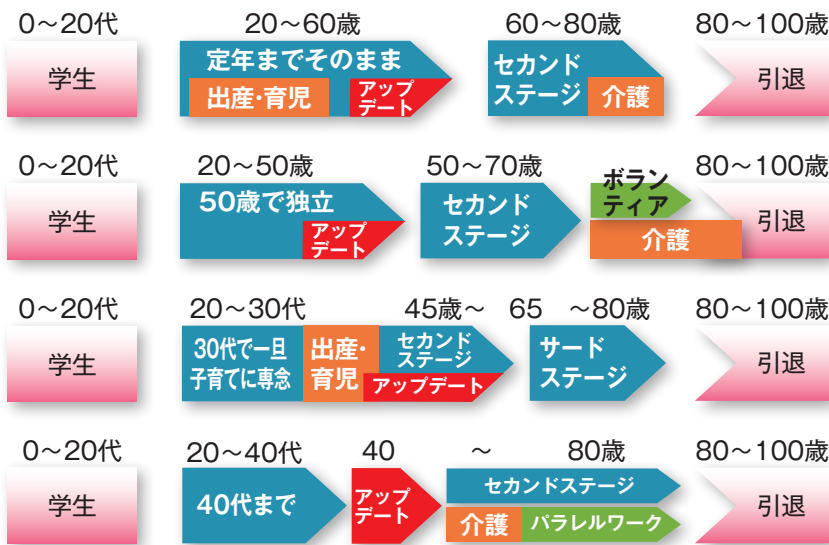 0～20代 20～60歳 60～80歳 80～100歳
学生
定年までそのまま
出産・育児
アップ
デート
セカンド
ステージ
介護
引退
0～20代 20～50歳 50～70歳 80～100歳
学生
50歳で独立
アップ
デート
セカンド
ステージ
ボラン
ティア
介護
引退
0～20代 20～30代 45歳～ 65 ～80歳 80～100歳
学生
30代で一旦
子育てに専念
出産・
育児
セカンド
ステージ
アップデート
サード
ステージ
引退
0～20代 20～40代 40 ～ 80歳 80～100歳
学生
40代まで
アップ
デート
セカンドステージ
介護
パラレルワーク
引退